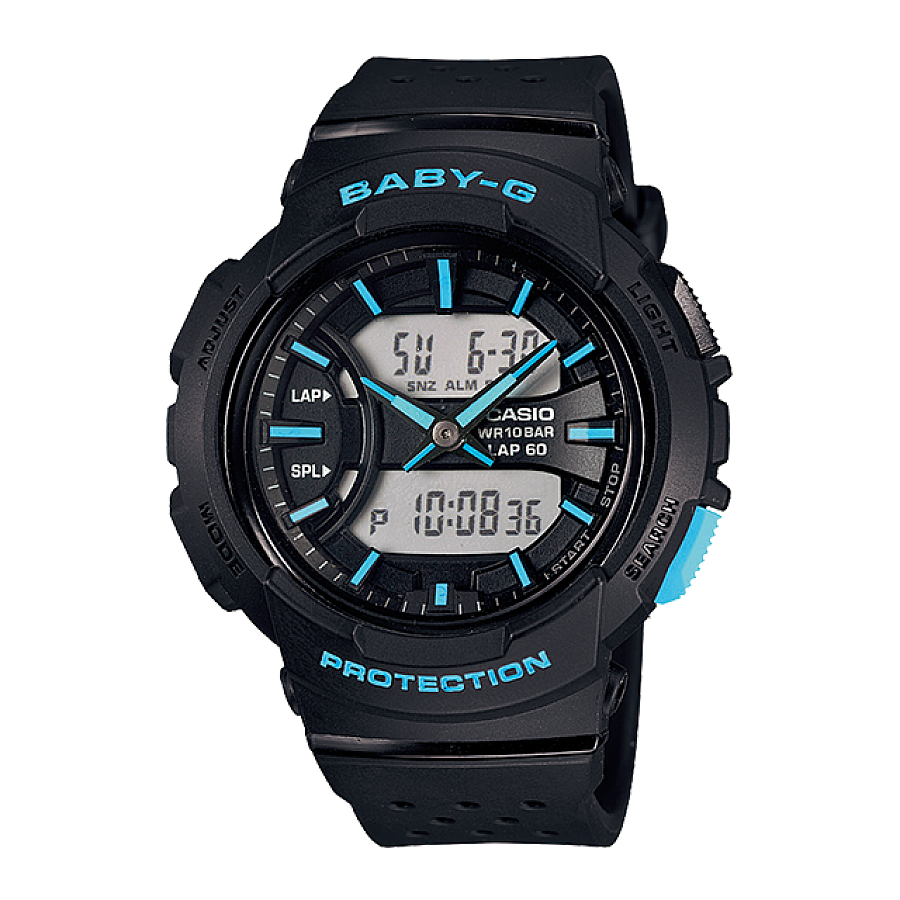 BABY-G
ADJUST
LIGHT
SU 6-30
SNZ ALM
LAP
CASIO
WR10BAR
LAP 60
SPL
STOP
P 10:08 36
START
MODE
SEARCH
PROTECTION